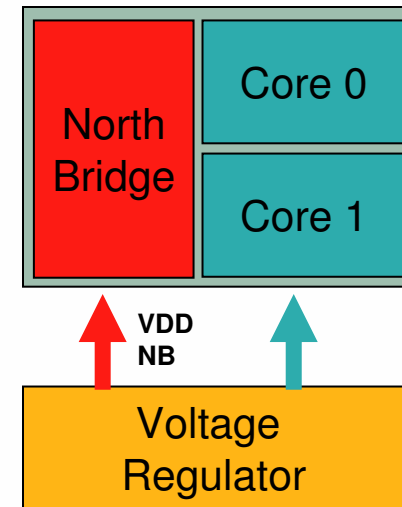 North
Bridge
Core 0
Core 1
VDD
NB
Voltage
Regulator